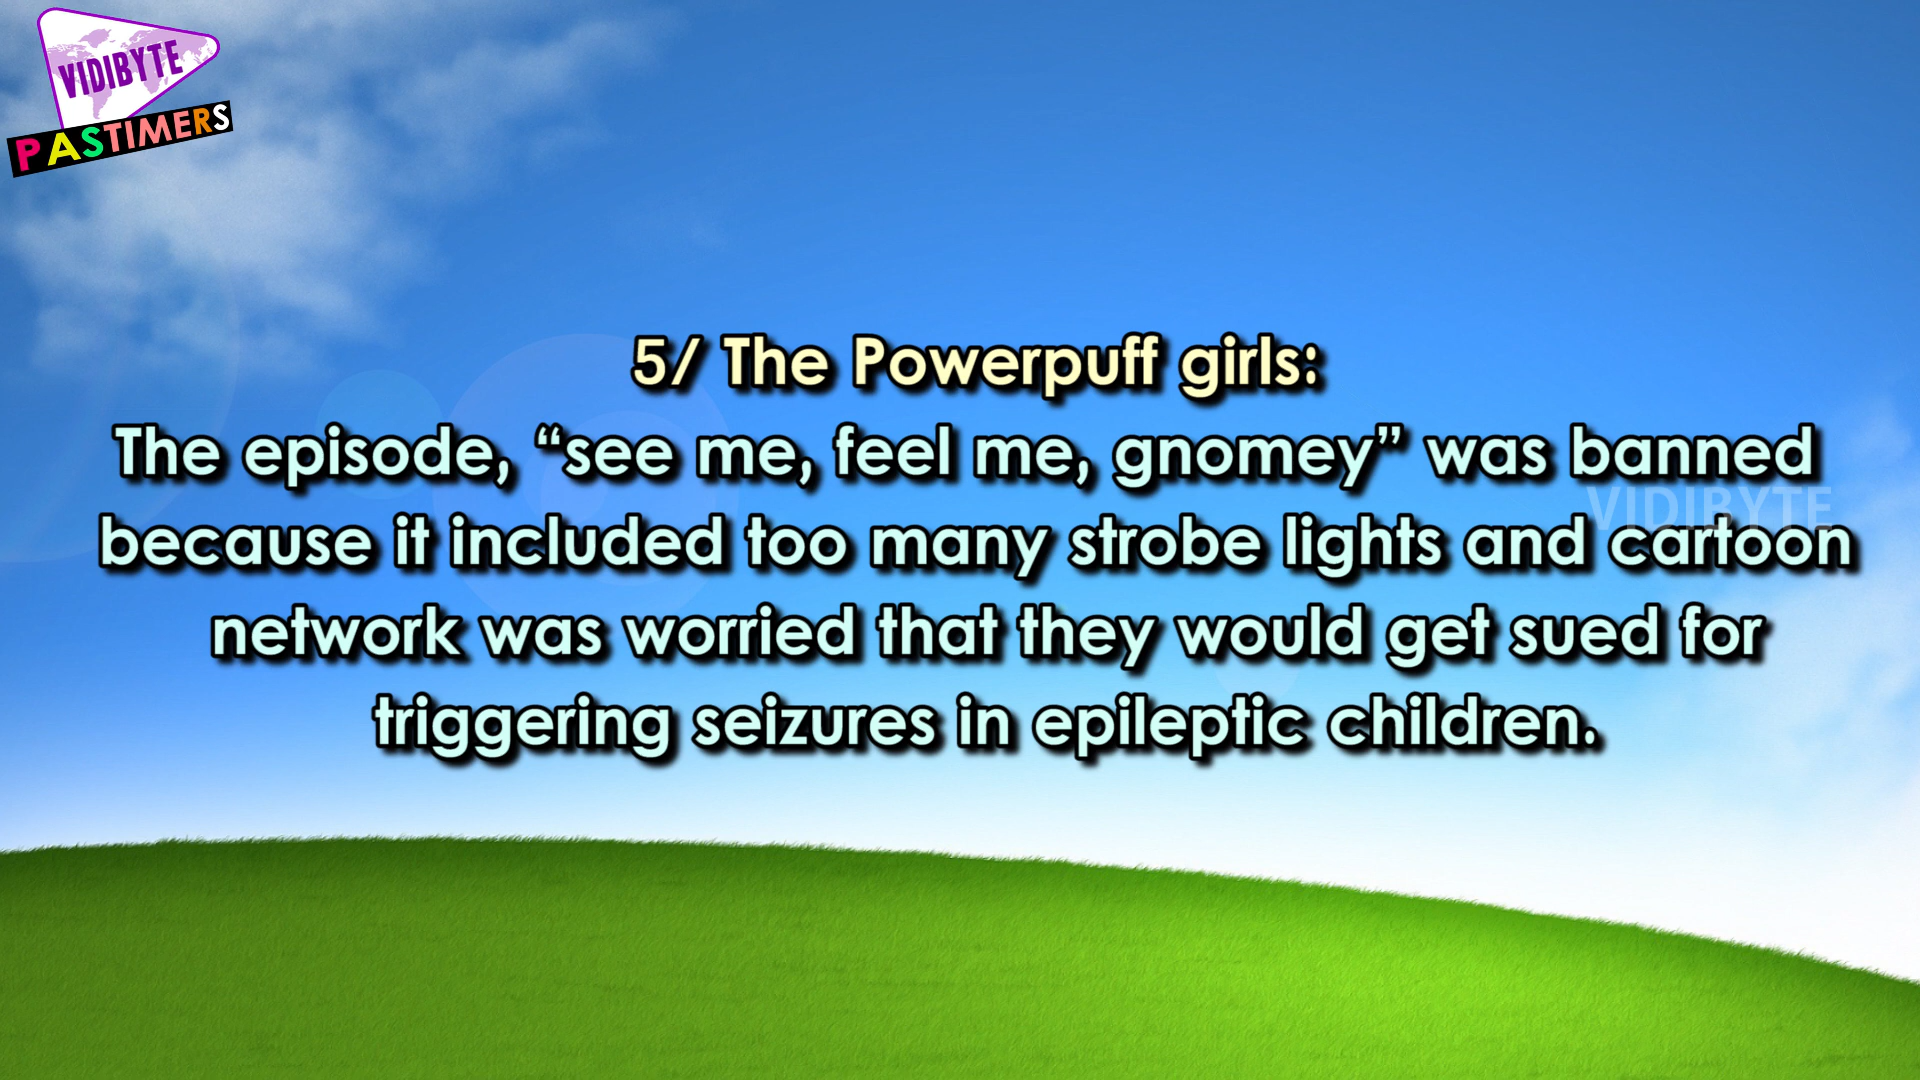 VIDIBYTE
PASTIMERS
5/ The Powerpuff girls:
The episode, “see me, feel me, gnomey” was banned
VIDIBYTE
because it included too many strobe lights and cartoon
network was worried that they would get sued for
triggering seizures in epileptic children.